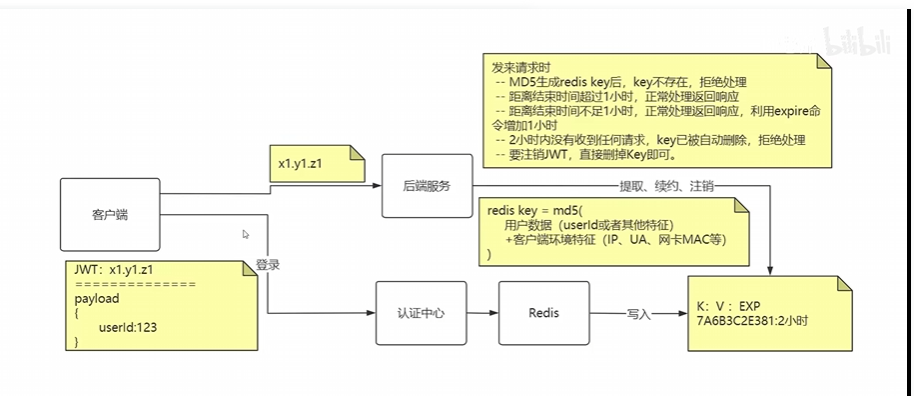 bilibili
发来请求时
-- MD5生成redis key后，key不存在，拒绝处理
-- 距离结束时间超过1小时，正常处理返回响应
-- 距离结束时间不足1小时，正常处理返回响应，利用expire命
令增加1小时
-- 2小时内没有收到任何请求，key已被自动删除，拒绝处理
-- 要注销JWT，直接删掉Key即可。
x1.y1.z1
后端服务
提取、续约、注销
客户端
redis key = md5(
用户数据（userId或者其他特征）
+客户端环境特征（IP、UA、网卡MAC等）
)
登录
JWT：x1.y1.z1
==============
payload
{
userId:123
}
认证中心
Redis
写入
K：V ：EXP
7A6B3C2E381:2小时